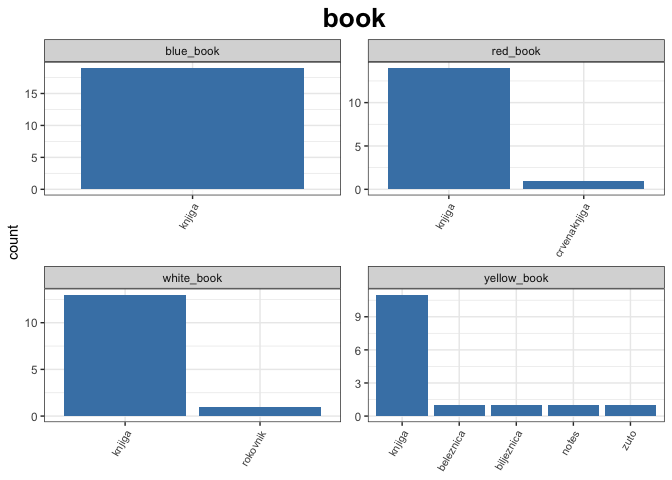 book
blue_book
15
10
5
0
knjiga
red_book
10
5
0
knjiga
crvenaknjiga
count
white_book
10
5
0
knjiga
rokovnik
yellow_book
9
6
3
0
knjiga
beleznica
biljeznica
notes
zuto